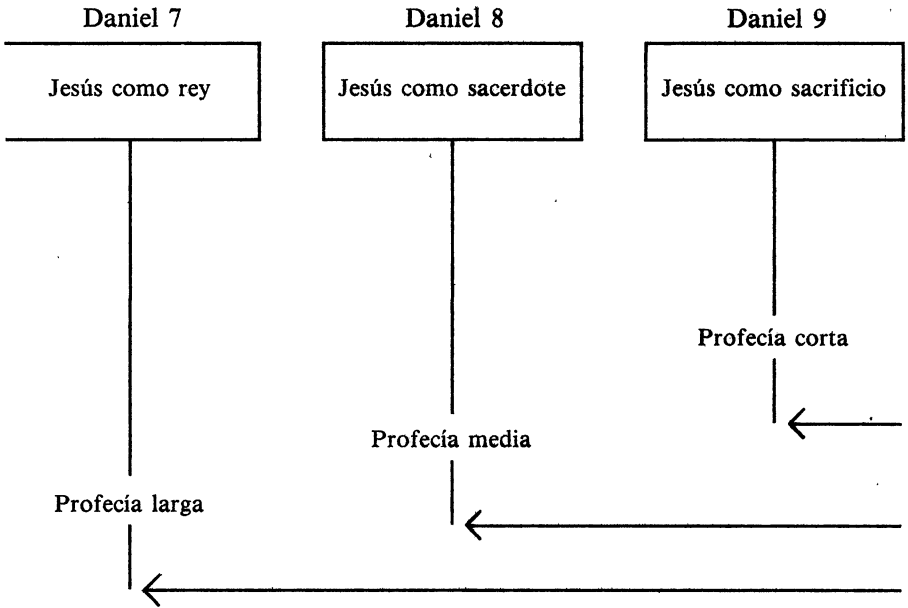 Daniel 7
Daniel 8
Daniel 9
Jesús como rey
Jesús como sacerdote
Jesús como sacrificio
Profecía corta
Profecía media
Profecía larga